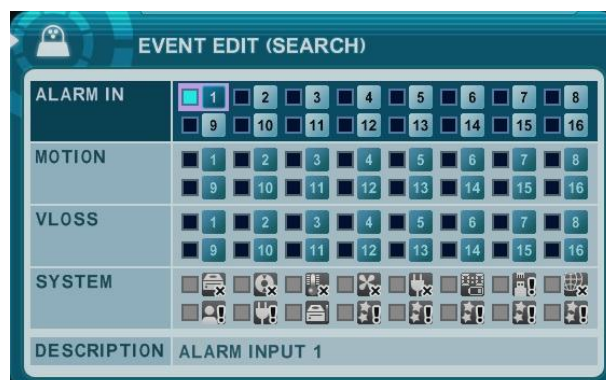 EVENT EDIT (SEARCH)
ALARM IN 1 2 3 4 5 6 7 8
9 10 11 12 13 14 15 16
MOTION 1 2 3 4 5 6 7 8
9 10 11 12 13 14 15 16
VLOSS 1 2 3 4 5 6 7 8
9 10 11 12 13 14 15 16
SYSTEM
DESCRIPTION ALARM INPUT 1